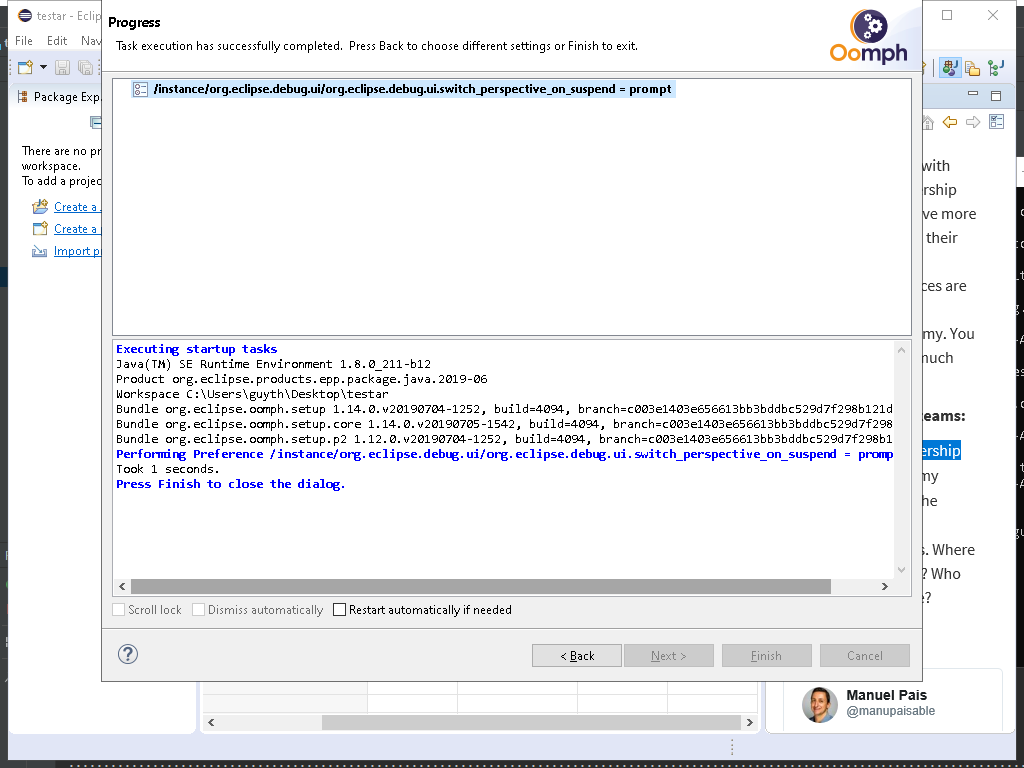 testar - Eclip
File Edit Nav
Package Exp
There are no pr
workspace.
To add a projec
Create a
Create a
Import p
Progress
Task execution has successfully completed. Press Back to choose different settings or Finish to exit.
Oomph
/instance/org.eclipse.debug.ui/org.eclipse.debug.ui.switch_perspective_on_suspend = prompt
Executing startup tasks
Java(TM) SE Runtime Environment 1.8.0_211-b12
Product org.eclipse.products.epp.package.java.2019-06
Workspace C:\Users\guyth\Desktop\testar
Bundle org.eclipse.oomph.setup 1.14.0.v20190704-1252, build=4094, branch=c003e1403e656613bb3bddbc529d7f298b121d
Bundle org.eclipse.oomph.setup.core 1.14.0.v20190705-1542, build=4094, branch=c003e1403e656613bb3bddbc529d7f298
Bundle org.eclipse.oomph.setup.p2 1.12.0.v20190704-1252, build=4094, branch=c003e1403e656613bb3bddbc529d7f298b1
Performing Preference /instance/org.eclipse.debug.ui/org.eclipse.debug.ui.switch_perspective_on_suspend = promp
Took 1 seconds.
Press Finish to close the dialog.
Scroll lock Dismiss automatically Restart automatically if needed
< Back Next > Finish Cancel
with
rship
ve more
their
ces are
my. You
nuch
teams:
ership
my
he
s. Where
? Who
e?
Manuel Pais
@manupaisable